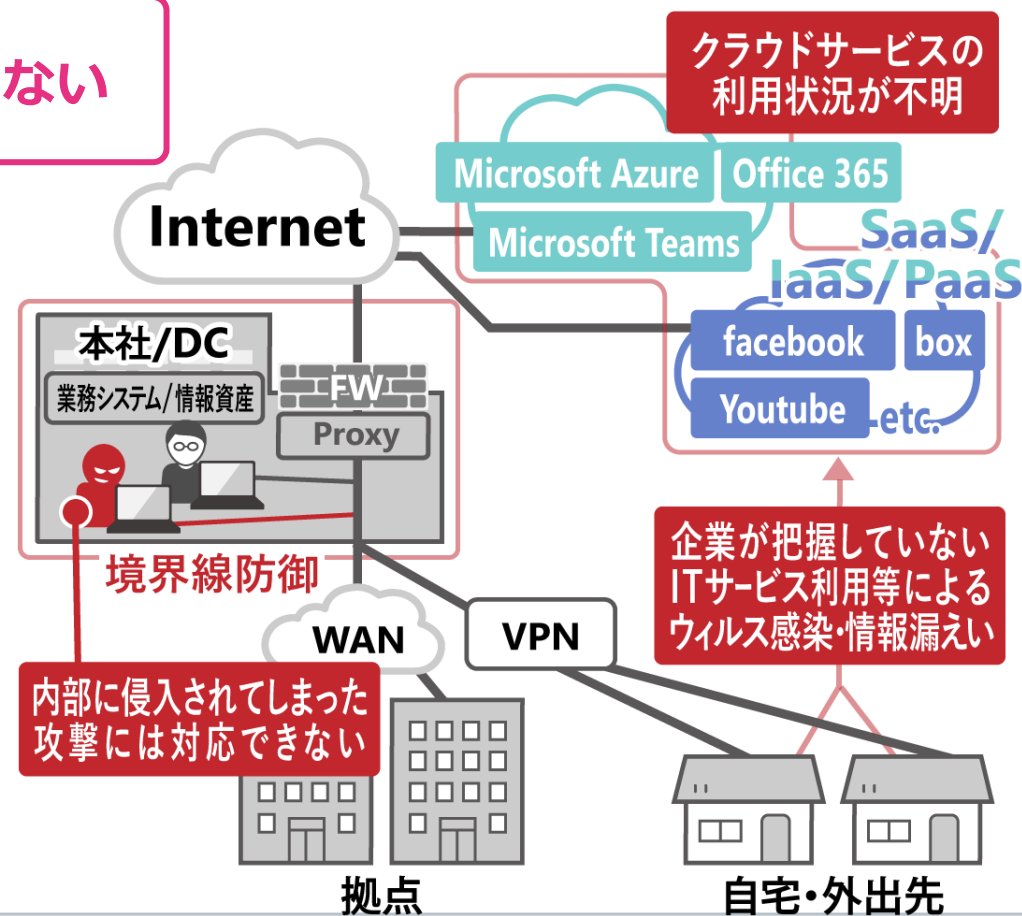 ない
クラウドサービスの
利用状況が不明
Microsoft Azure
Office 365
Microsoft Teams
Internet
SaaS/
IaaS/PaaS
facebook
box
Youtube
etc.
本社/DC
業務システム/情報資産
FW
Proxy
境界線防御
企業が把握していない
ITサービス利用等による
ウィルス感染・情報漏えい
WAN
VPN
内部に侵入されてしまった
攻撃には対応できない
拠点
自宅・外出先